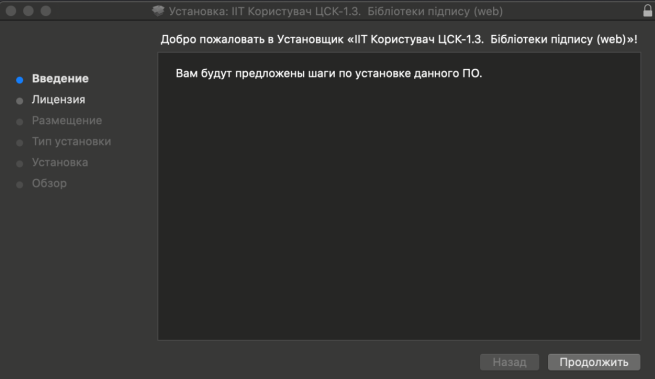 Установка: IIT Користувач ЦСК-1.3.  Бібліотеки підпису (web)
Добро пожаловать в Установщик «IIT Користувач ЦСК-1.3.  Бібліотеки підпису (web)»!
Введение
Лицензия
Размещение
Тип установки
Установка
Обзор
Вам будут предложены шаги по установке данного ПО.
Назад
Продолжить